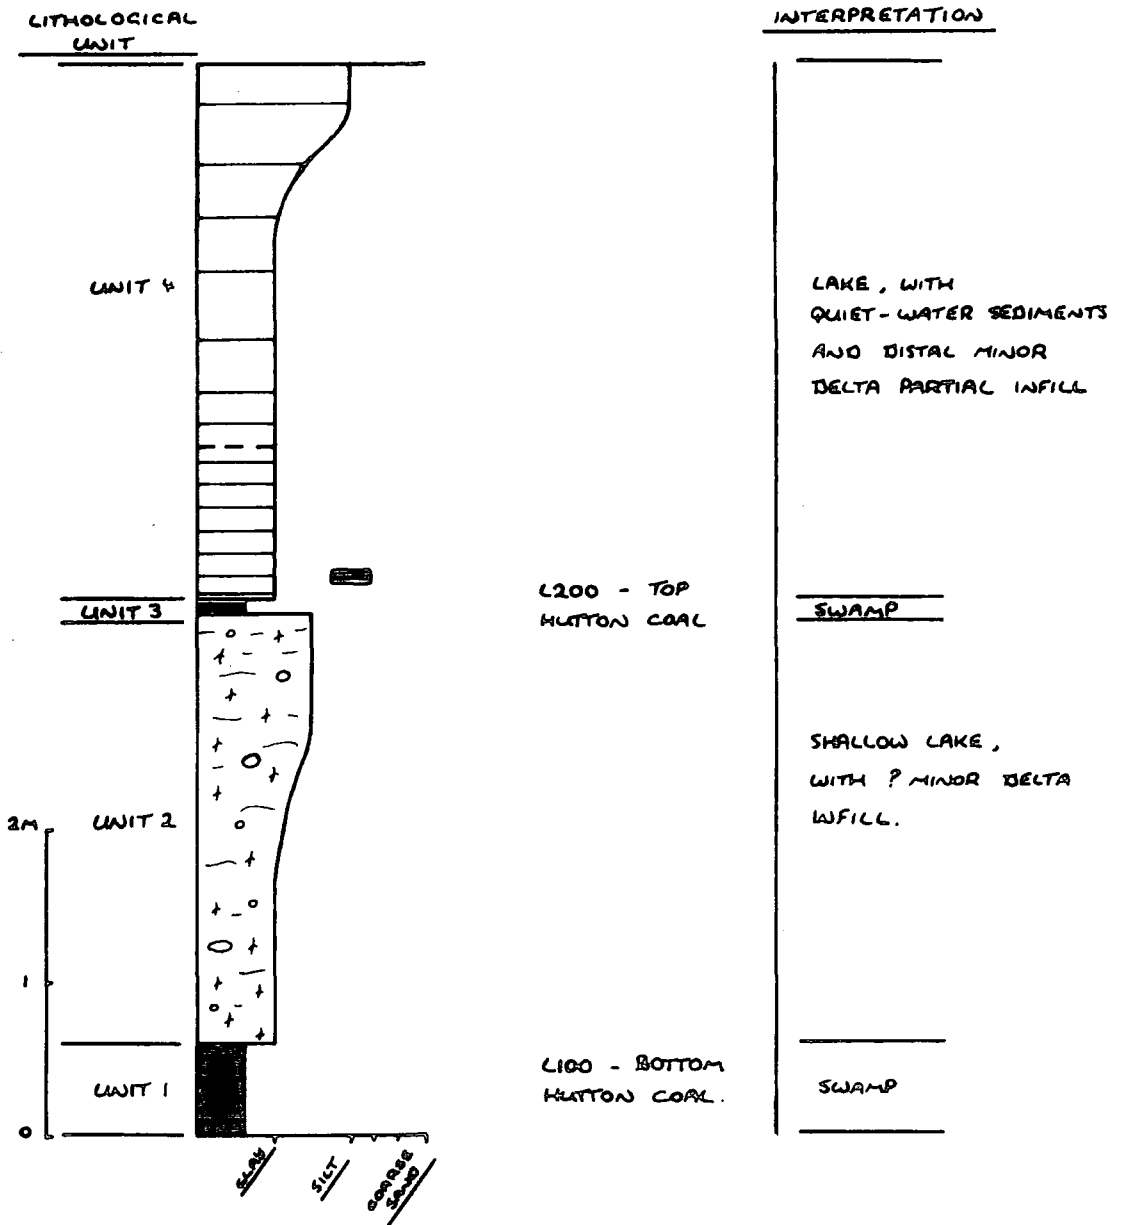 LITHOLOGICAL
UNIT
INTERPRETATION
UNIT 4
LAKE, WITH
QUIET-WATER SEDIMENTS
AND DISTAL MINOR
DELTA PARTIAL INFILL
L200 - TOP
HUTTON COAL
UNIT 3
SWAMP
SHALLOW LAKE,
WITH ? MINOR DELTA
INFILL.
2M
UNIT 2
1
L100 - BOTTOM
HUTTON COAL.
UNIT 1
SWAMP
0
CLAY
SILT
COARSE
SAND